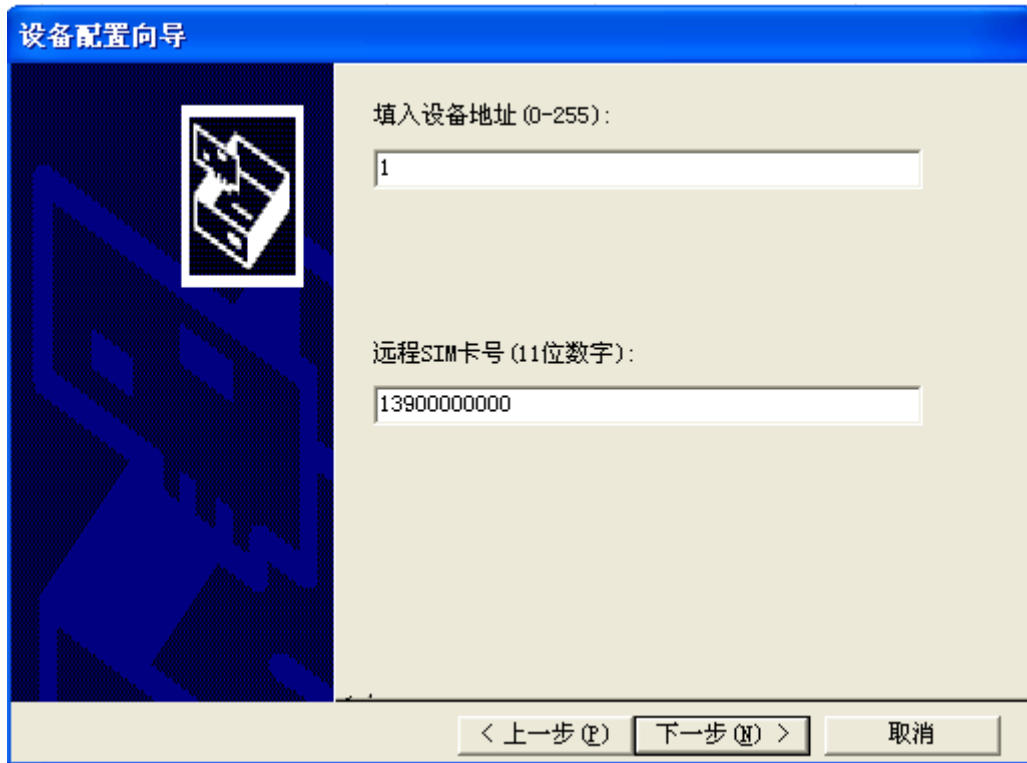 设备配置向导
填入设备地址(0-255):
1
远程SIM卡号(11位数字):
13900000000
< 上一步(P)
下一步(N) >
取消